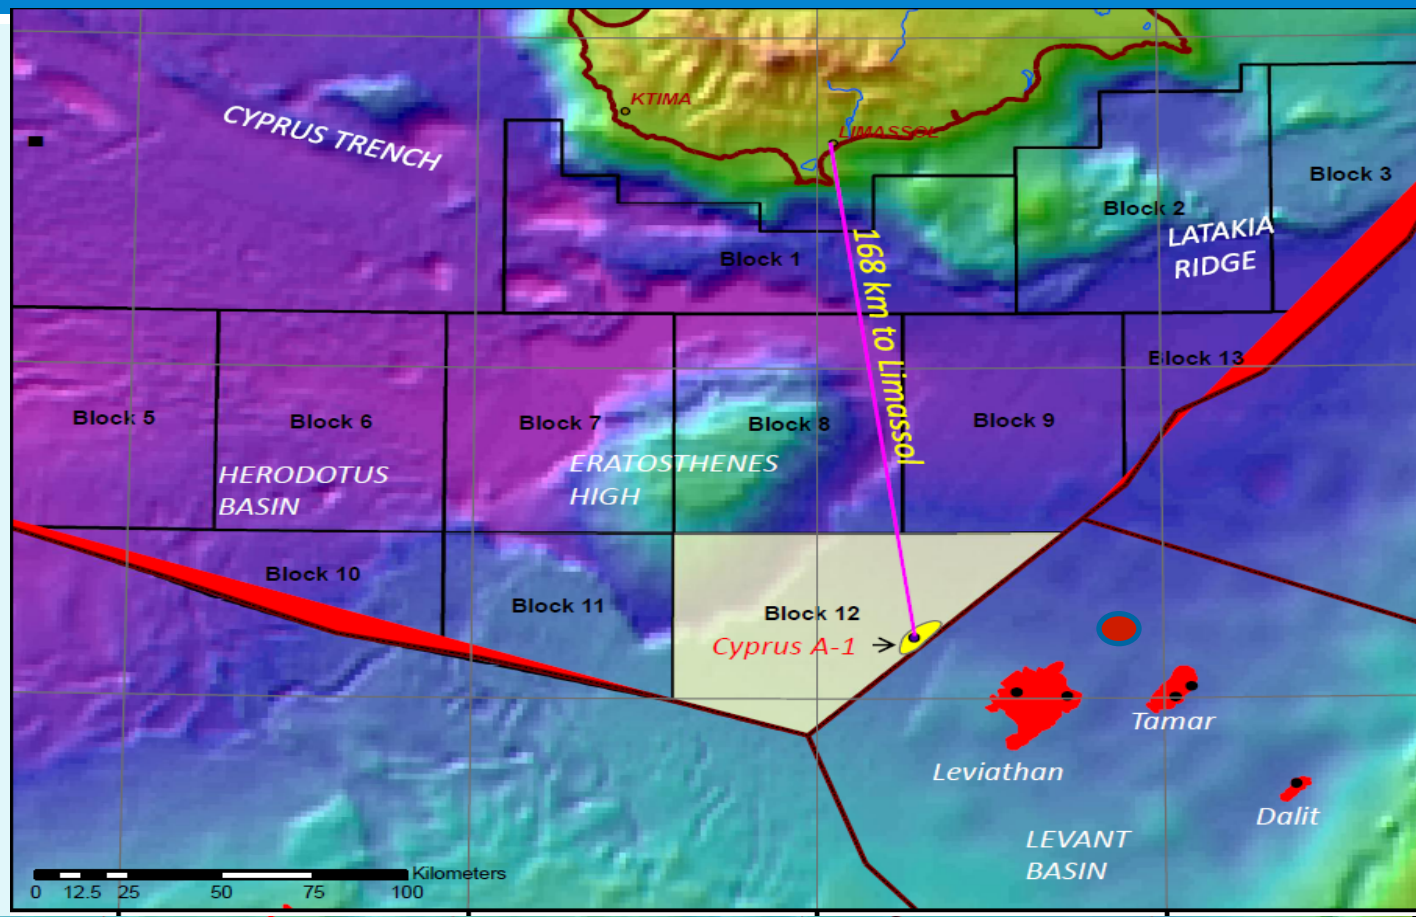 KTIMA
CYPRUS TRENCH
LIMASSOL
Block 3
Block 2
LATAKIA
RIDGE
Block 1
168 km to Limassol
Block 13
Block 5
Block 6
Block 7
Block 8
Block 9
HERODOTUS
BASIN
ERATOSTHENES
HIGH
Block 10
Block 11
Block 12
Cyprus A-1
Tamar
Leviathan
Dalit
LEVANT
BASIN
Kilometers
0 12.5 25 50 75 100